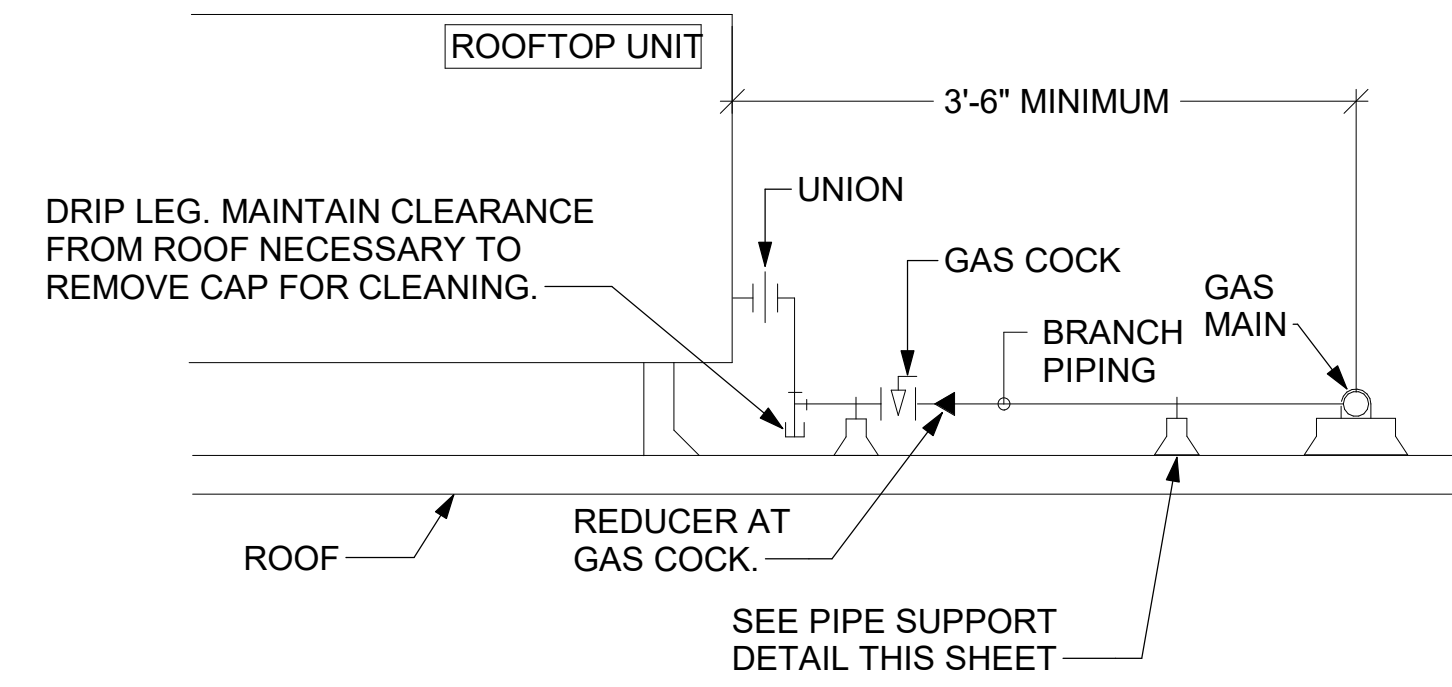 ROOFTOP UNIT
3'-6" MINIMUM
UNION
DRIP LEG. MAINTAIN CLEARANCE
FROM ROOF NECESSARY TO
REMOVE CAP FOR CLEANING.
GAS COCK
GAS
MAIN
BRANCH
PIPING
REDUCER AT
GAS COCK.
ROOF
SEE PIPE SUPPORT
DETAIL THIS SHEET